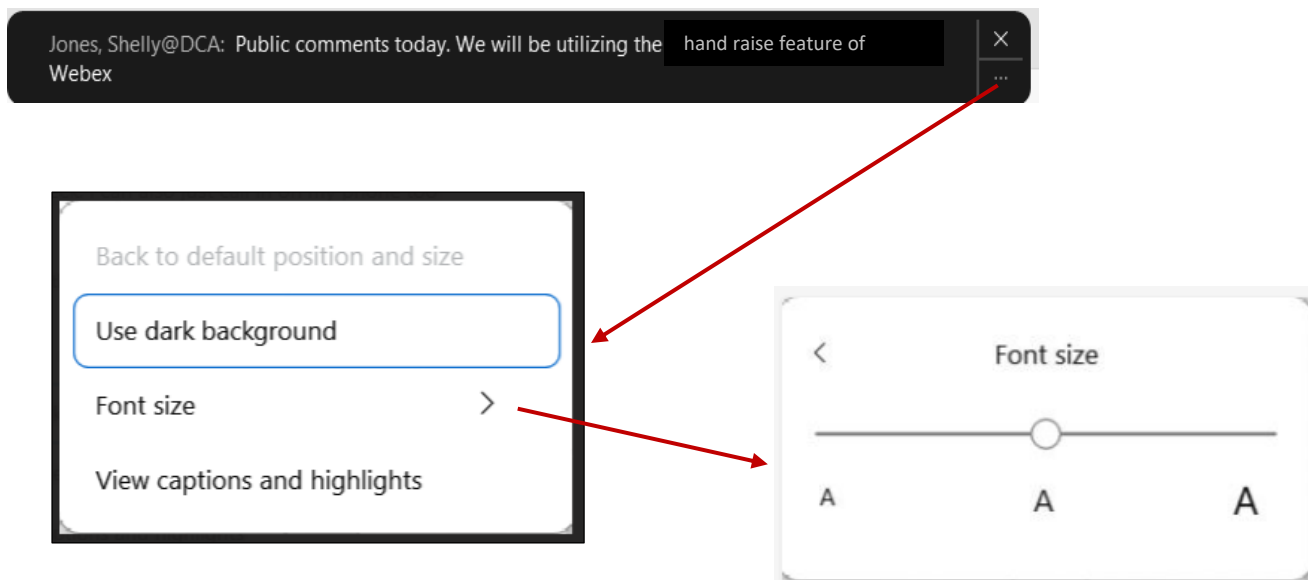 Jones, Shelly@DCA: Public comments today. We will be utilizing the hand raise feature of
Webex
...
Back to default position and size
Use dark background
Font size
View captions and highlights
Font size
A A A